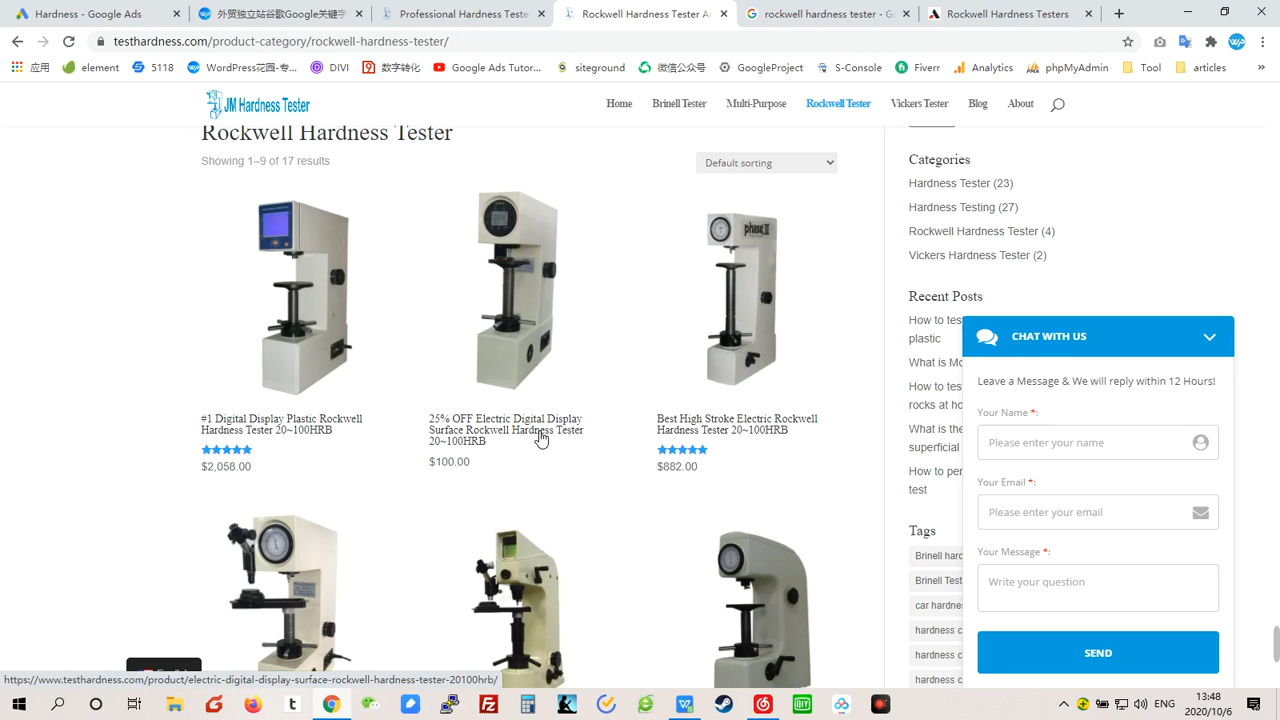 Hardness - Google Ads
外贸独立站谷歌Google关键字
Professional Hardness Tester
Rockwell Hardness Tester Ar
rockwell hardness tester - G
Rockwell Hardness Testers
testhardness.com/product-category/rockwell-hardness-tester/
应用
element
5118
WordPress花园-专...
DIVI
数字转化
Google Ads Tutor...
siteground
微信公众号
GoogleProject
S-Console
Fiverr
Analytics
phpMyAdmin
Tool
articles
JM Hardness Tester
Home
Brinell Tester
Multi-Purpose
Rockwell Tester
Vickers Tester
Blog
About
Rockwell Hardness Tester
Showing 1–9 of 17 results
Default sorting
phase II
#1 Digital Display Plastic Rockwell
Hardness Tester 20~100HRB
$2,058.00
25% OFF Electric Digital Display
Surface Rockwell Hardness Tester
20~100HRB
$100.00
Best High Stroke Electric Rockwell
Hardness Tester 20~100HRB
$882.00
Categories
Hardness Tester (23)
Hardness Testing (27)
Rockwell Hardness Tester (4)
Vickers Hardness Tester (2)
Recent Posts
How to tes
plastic
What is Mo
How to tes
rocks at ho
What is the
superficial
How to per
test
Tags
Brinell hard
Brinell Test
car hardne
hardness c
hardness c
hardness c
CHAT WITH US
Leave a Message & We will reply within 12 Hours!
Your Name *:
Please enter your name
Your Email *:
Please enter your email
Your Message *:
Write your question
SEND
English
https://www.testhardness.com/product/electric-digital-display-surface-rockwell-hardness-tester-20100hrb/
ENG
13:48
2020/10/6